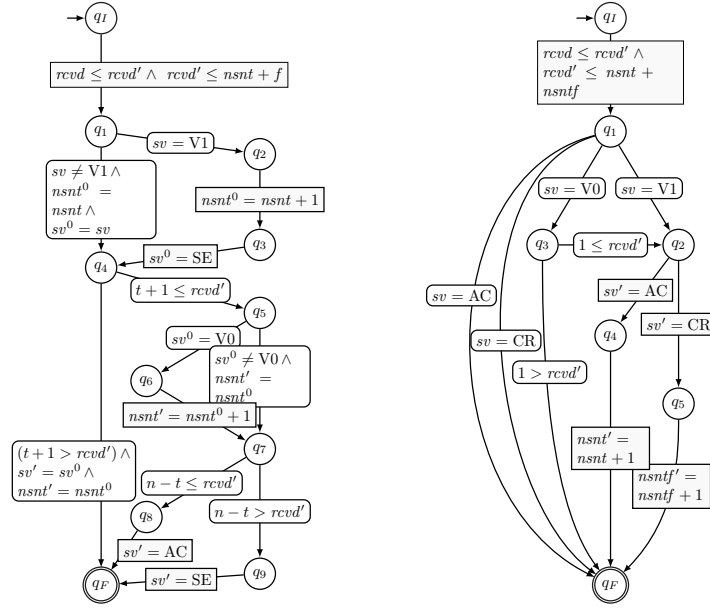 q_I
rcvd ≤ rcvd′ ∧ rcvd′ ≤ nsnt + f
q_1
sv = V1
q_2
sv ≠ V1 ∧
nsnt^0 =
nsnt ∧
sv^0 = sv
nsnt^0 = nsnt + 1
q_3
sv^0 = SE
q_4
t + 1 ≤ rcvd′
q_5
sv^0 = V0
sv^0 ≠ V0 ∧
nsnt′ =
nsnt^0
q_6
nsnt′ = nsnt^0 + 1
q_7
(t + 1 > rcvd′) ∧
sv′ = sv^0 ∧
nsnt′ = nsnt^0
n − t ≤ rcvd′
n − t > rcvd′
q_8
sv′ = AC
q_9
sv′ = SE
q_F
q_I
rcvd ≤ rcvd′ ∧
rcvd′ ≤ nsnt +
nsntf
q_1
sv = V0
sv = V1
q_3
1 ≤ rcvd′
q_2
sv = AC
sv′ = AC
sv′ = CR
sv = CR
q_4
1 > rcvd′
q_5
nsnt′ =
nsnt + 1
nsntf′ =
nsntf + 1
q_F